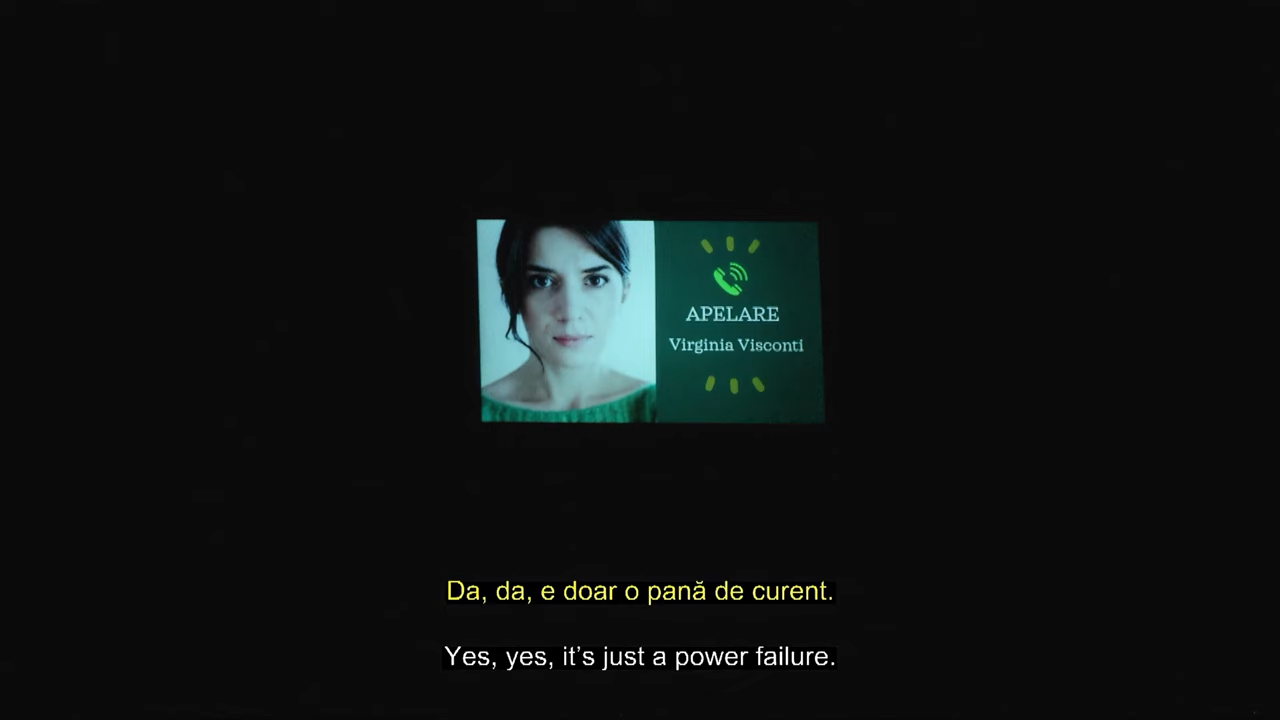 APELARE
Virginia Visconti
Da, da, e doar o pană de curent.
Yes, yes, it’s just a power failure.